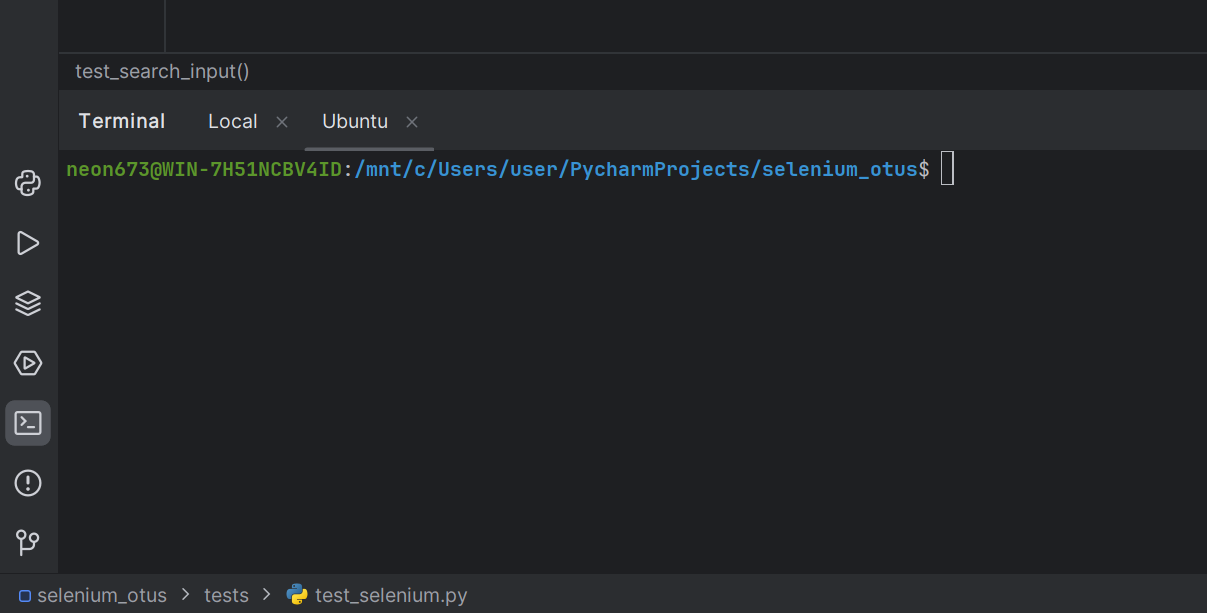 test_search_input()
Terminal Local Ubuntu
neon673@WIN-7H51NCBV4ID:/mnt/c/Users/user/PycharmProjects/selenium_otus$
selenium_otus > tests > test_selenium.py